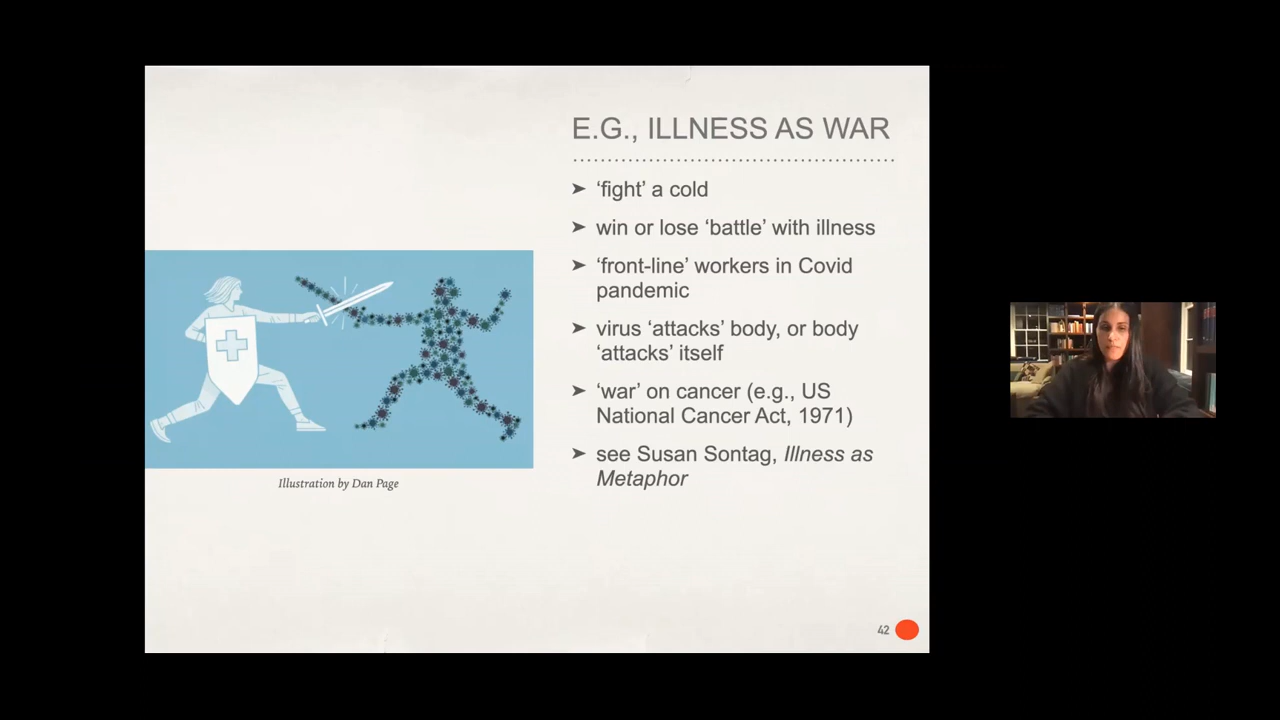 E.G., ILLNESS AS WAR
➤ ‘fight’ a cold
➤ win or lose ‘battle’ with illness
➤ ‘front-line’ workers in Covid
pandemic
➤ virus ‘attacks’ body, or body
‘attacks’ itself
➤ ‘war’ on cancer (e.g., US
National Cancer Act, 1971)
➤ see Susan Sontag, Illness as
Metaphor
Illustration by Dan Page
42